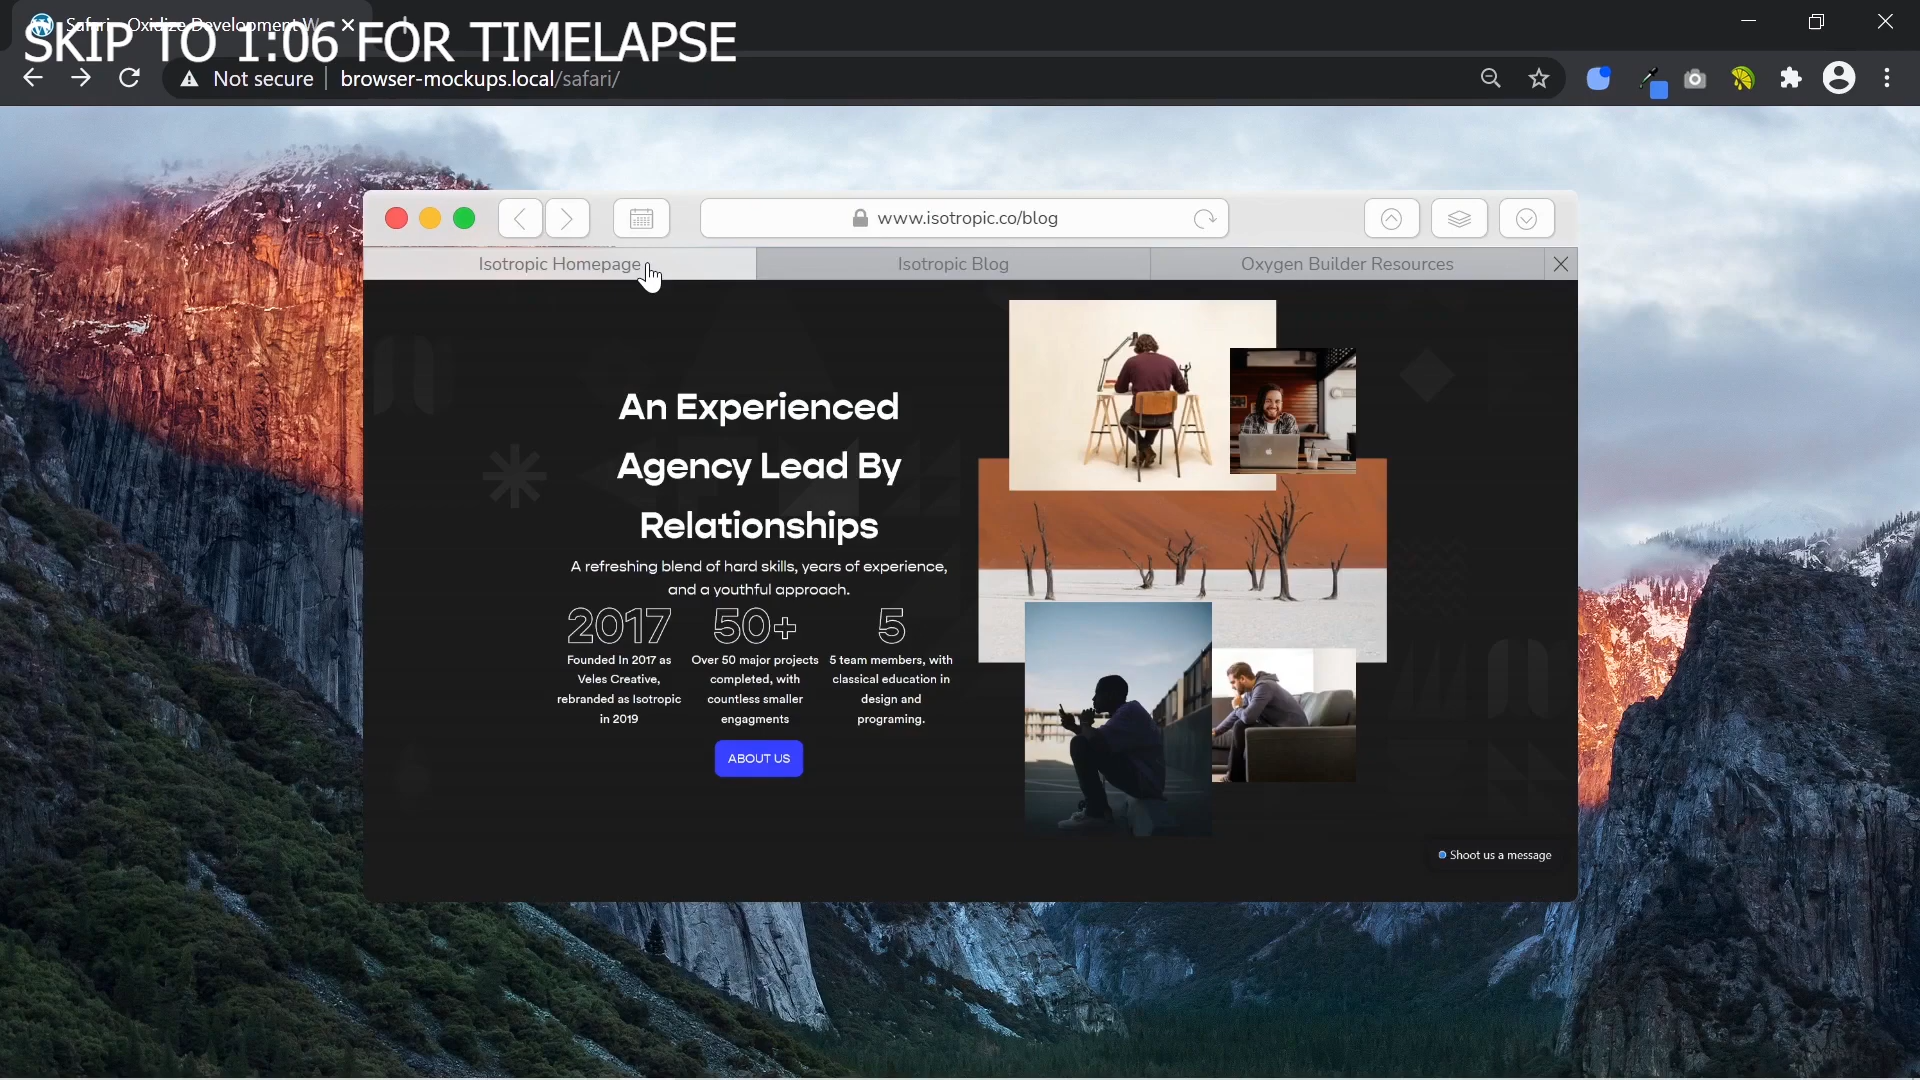 Safari – Oxidize Development W
SKIP TO 1:06 FOR TIMELAPSE
Not secure | browser-mockups.local/safari/
www.isotropic.co/blog
Isotropic Homepage
Isotropic Blog
Oxygen Builder Resources
An Experienced
Agency Lead By
Relationships
A refreshing blend of hard skills, years of experience,
and a youthful approach.
2017
Founded In 2017 as
Veles Creative,
rebranded as Isotropic
in 2019
50+
Over 50 major projects
completed, with
countless smaller
engagments
5
5 team members, with
classical education in
design and
programing.
ABOUT US
Shoot us a message